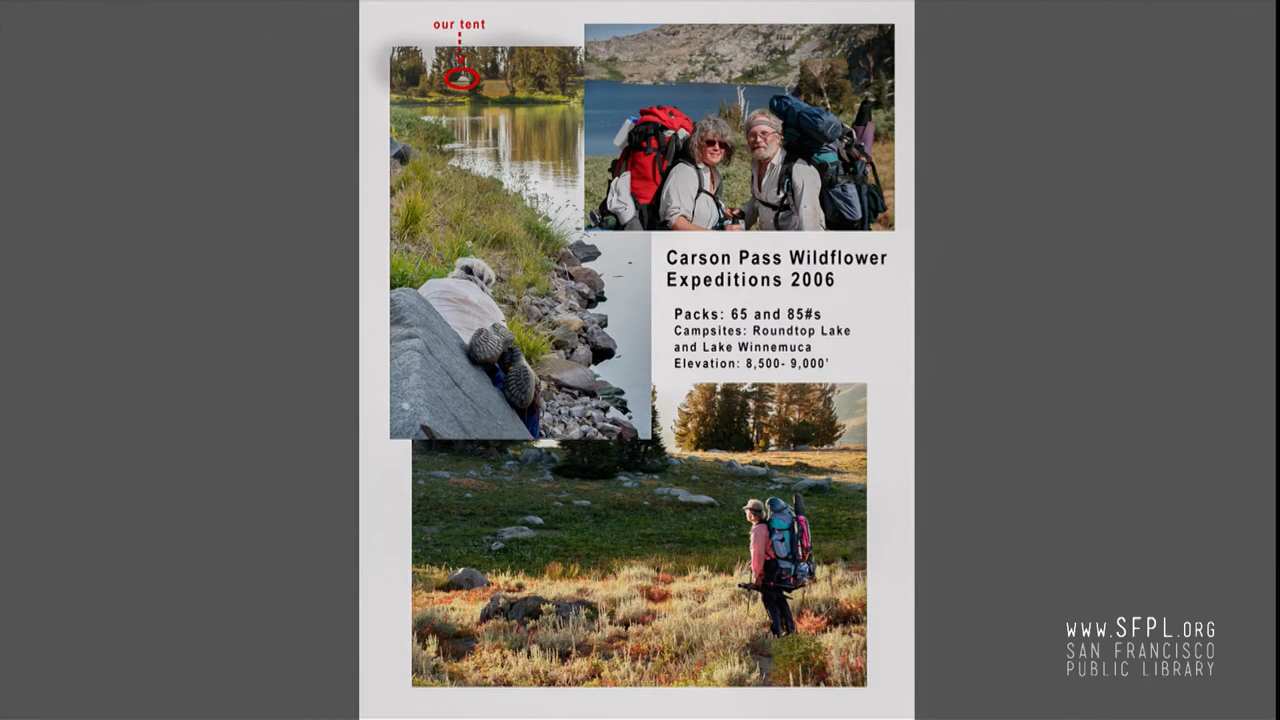 our tent
Carson Pass Wildflower
Expeditions 2006
Packs: 65 and 85#s
Campsites: Roundtop Lake
and Lake Winnemuca
Elevation: 8,500- 9,000'
www.SFPL.ORG
SAN FRANCISCO
PUBLIC LIBRARY